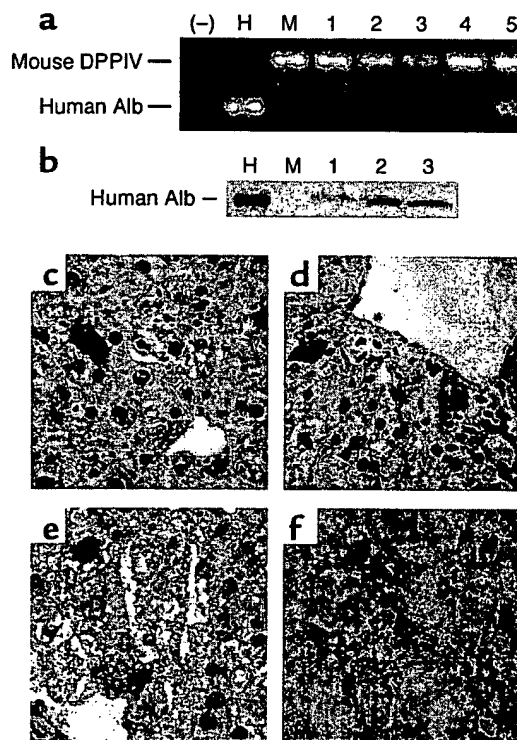 a
(–) H M 1 2 3 4 5
Mouse DPPIV –
Human Alb –
b
H M 1 2 3
Human Alb –
c
d
e
f